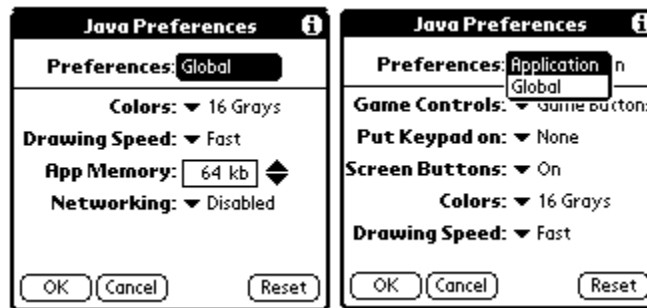 Java Preferences i
Preferences: Global
Colors: 16 Grays
Drawing Speed: Fast
App Memory: 64 kb
Networking: Disabled
OK Cancel Reset
Java Preferences i
Preferences: Application n
Global
Game Controls: Game Buttons
Put Keypad on: None
Screen Buttons: On
Colors: 16 Grays
Drawing Speed: Fast
OK Cancel Reset